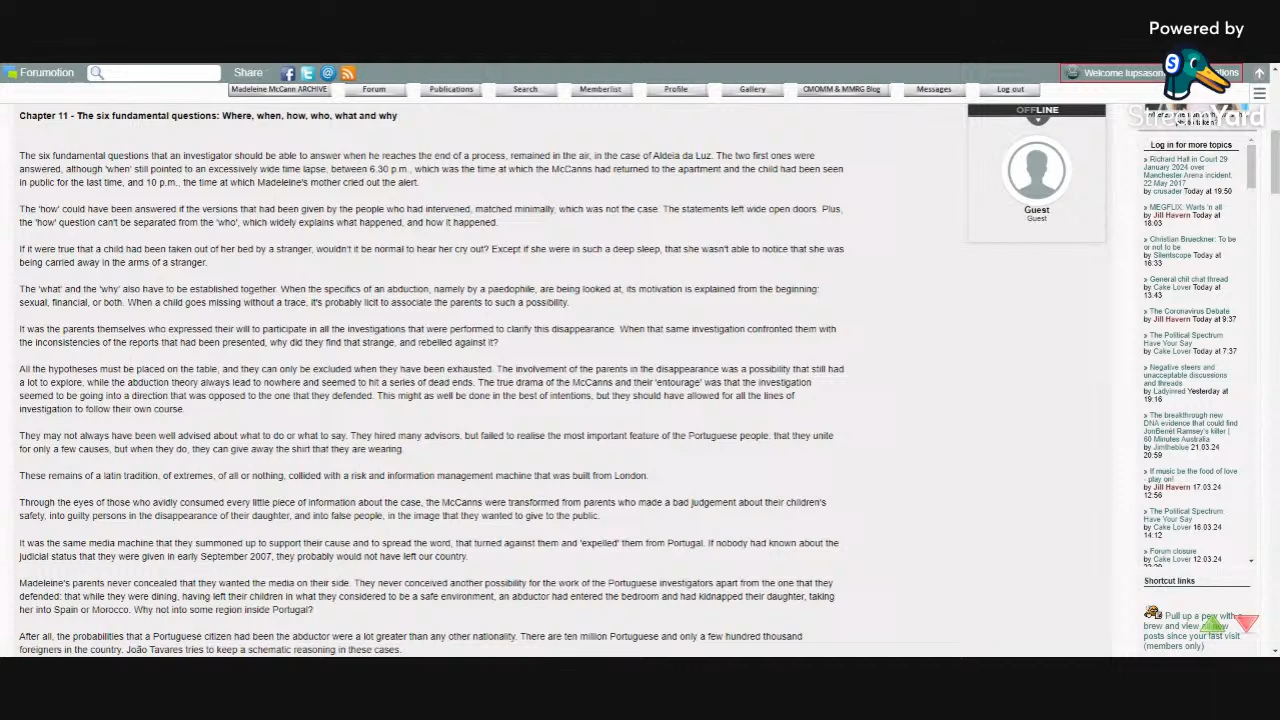 Powered by
StreamYard
Forumotion
Share
Welcome lupsason
Madeleine McCann ARCHIVE
Forum
Publications
Search
Memberlist
Profile
Gallery
CMOMM & MMRG Blog
Messages
Log out
Chapter 11 - The six fundamental questions: Where, when, how, who, what and why
The six fundamental questions that an investigator should be able to answer when he reaches the end of a process, remained in the air, in the case of Aldeia da Luz. The two first ones were
answered, although 'when' still pointed to an excessively wide time lapse, between 6.30 p.m., which was the time at which the McCanns had returned to the apartment and the child had been seen
in public for the last time, and 10 p.m., the time at which Madeleine's mother cried out the alert.
The 'how' could have been answered if the versions that had been given by the people who had intervened, matched minimally, which was not the case. The statements left wide open doors. Plus,
the 'how' question can't be separated from the 'who', which widely explains what happened, and how it happened.
If it were true that a child had been taken out of her bed by a stranger, wouldn't it be normal to hear her cry out? Except if she were in such a deep sleep, that she wasn't able to notice that she was
being carried away in the arms of a stranger.
The 'what' and the 'why' also have to be established together. When the specifics of an abduction, namely by a paedophile, are being looked at, its motivation is explained from the beginning:
sexual, financial, or both. When a child goes missing without a trace, it's probably licit to associate the parents to such a possibility.
It was the parents themselves who expressed their will to participate in all the investigations that were performed to clarify this disappearance. When that same investigation confronted them with
the inconsistencies of the reports that had been presented, why did they find that strange, and rebelled against it?
All the hypotheses must be placed on the table, and they can only be excluded when they have been exhausted. The involvement of the parents in the disappearance was a possibility that still had
a lot to explore, while the abduction theory always lead to nowhere and seemed to hit a series of dead ends. The true drama of the McCanns and their 'entourage' was that the investigation
seemed to be going into a direction that was opposed to the one that they defended. This might as well be done in the best of intentions, but they should have allowed for all the lines of
investigation to follow their own course.
They may not always have been well advised about what to do or what to say. They hired many advisors, but failed to realise the most important feature of the Portuguese people: that they unite
for only a few causes, but when they do, they can give away the shirt that they are wearing.
These remains of a latin tradition, of extremes, of all or nothing, collided with a risk and information management machine that was built from London.
Through the eyes of those who avidly consumed every little piece of information about the case, the McCanns were transformed from parents who made a bad judgement about their children's
safety, into guilty persons in the disappearance of their daughter, and into false people, in the image that they wanted to give to the public.
It was the same media machine that they summoned up to support their cause and to spread the word, that turned against them and 'expelled' them from Portugal. If nobody had known about the
judicial status that they were given in early September 2007, they probably would not have left our country.
Madeleine's parents never concealed that they wanted the media on their side. They never conceived another possibility for the work of the Portuguese investigators apart from the one that they
defended: that while they were dining, having left their children in what they considered to be a safe environment, an abductor had entered the bedroom and had kidnapped their daughter, taking
her into Spain or Morocco. Why not into some region inside Portugal?
After all, the probabilities that a Portuguese citizen had been the abductor were a lot greater than any other nationality. There are ten million Portuguese and only a few hundred thousand
foreigners in the country. João Tavares tries to keep a schematic reasoning in these cases.
OFFLINE
Guest
Guest
Log in for more topics
» Richard Hall in Court 29
January 2024 over
Manchester Arena incident,
22 May 2017
by crusader Today at 19:50
» MEGFLIX: Warts 'n all
by Jill Havern Today at
18:03
» Christian Brueckner: To be
or not to be
by Silentscope Today at
16:33
» General chit chat thread
by Cake Lover Today at
13:43
» The Coronavirus Debate
by Jill Havern Today at 9:37
» The Political Spectrum
Have Your Say
by Cake Lover Today at 7:37
» Negative steers and
unacceptable discussions
and threads
by Ladyinred Yesterday at
19:16
» The breakthrough new
DNA evidence that could find
JonBenét Ramsey's killer |
60 Minutes Australia
by Jimtheblue 21.03.24
20:59
» If music be the food of love
- play on!
by Jill Havern 17.03.24
12:56
» The Political Spectrum
Have Your Say
by Cake Lover 16.03.24
14:12
» Forum closure
by Cake Lover 12.03.24
Shortcut links
Pull up a pew with a
brew and view all new
posts since your last visit
(members only)